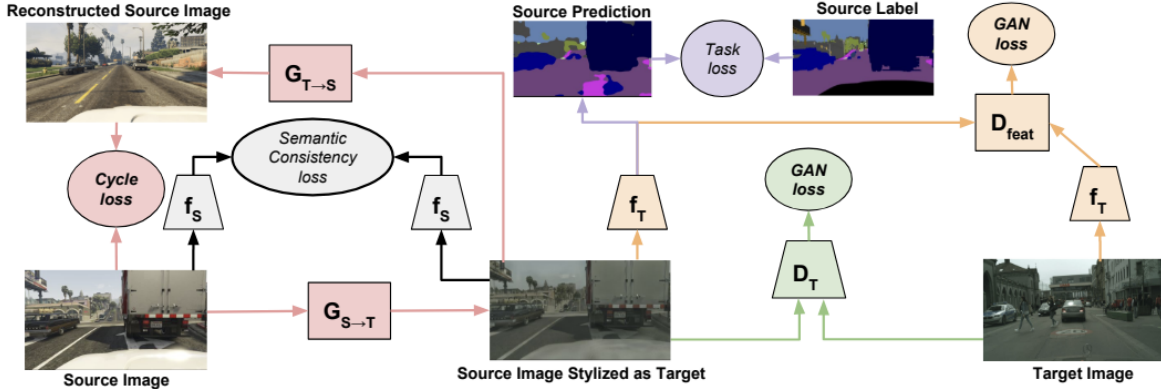 Reconstructed Source Image
Source Prediction
Source Label
GAN
loss
Task
loss
G T→S
D feat
Semantic
Consistency
loss
Cycle
loss
GAN
loss
f S
f S
f T
f T
D T
G S→T
Source Image
Source Image Stylized as Target
Target Image